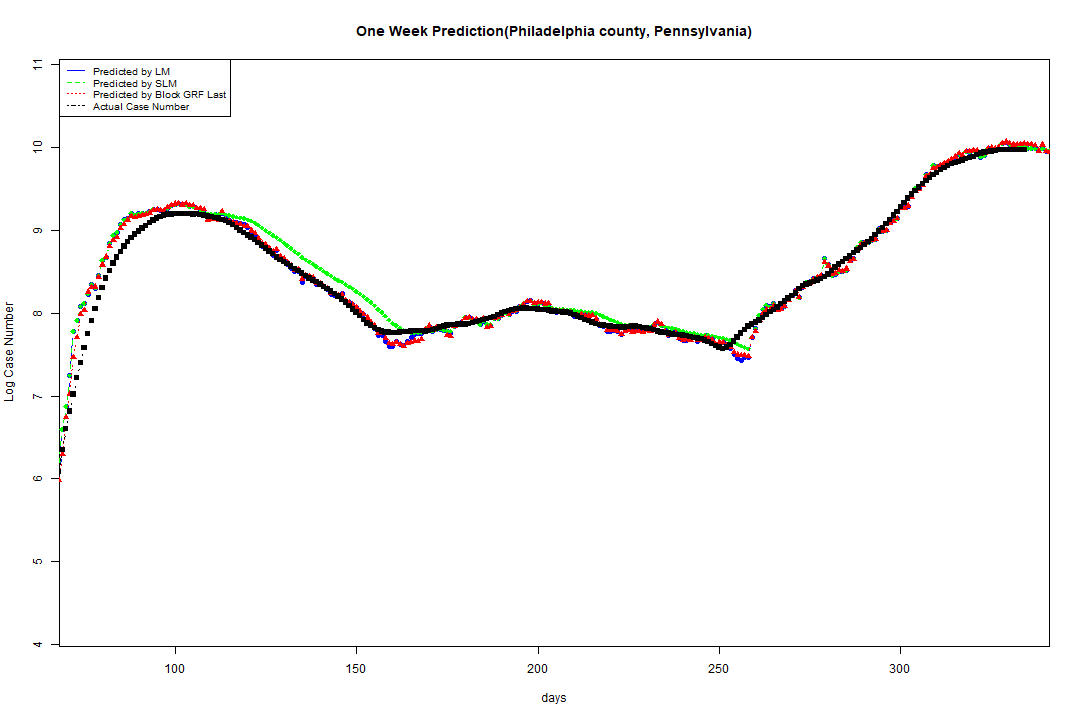 One Week Prediction(Philadelphia county, Pennsylvania)
11
Predicted by LM
Predicted by SLM
Predicted by Block GRF Last
Actual Case Number
10
9
8
7
6
5
4
Log Case Number
100
150
200
250
300
days